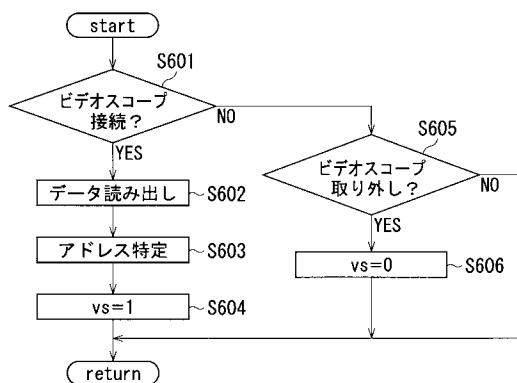 start
S601
ビデオスコープ
接続?
NO
YES
S605
ビデオスコープ
取り外し?
NO
YES
データ読み出し
S602
アドレス特定
S603
vs=0
S606
vs=1
S604
return